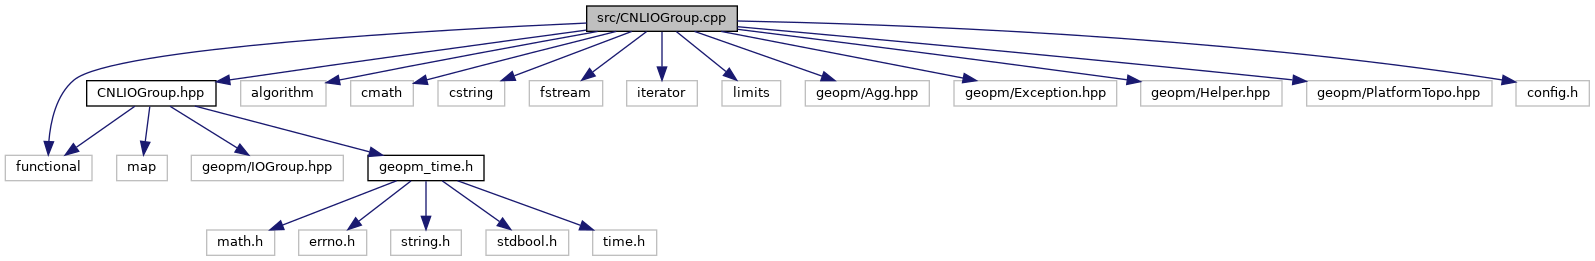 src/CNLIOGroup.cpp
CNLIOGroup.hpp
algorithm
cmath
cstring
fstream
iterator
limits
geopm/Agg.hpp
geopm/Exception.hpp
geopm/Helper.hpp
geopm/PlatformTopo.hpp
config.h
functional
map
geopm/IOGroup.hpp
geopm_time.h
math.h
errno.h
string.h
stdbool.h
time.h